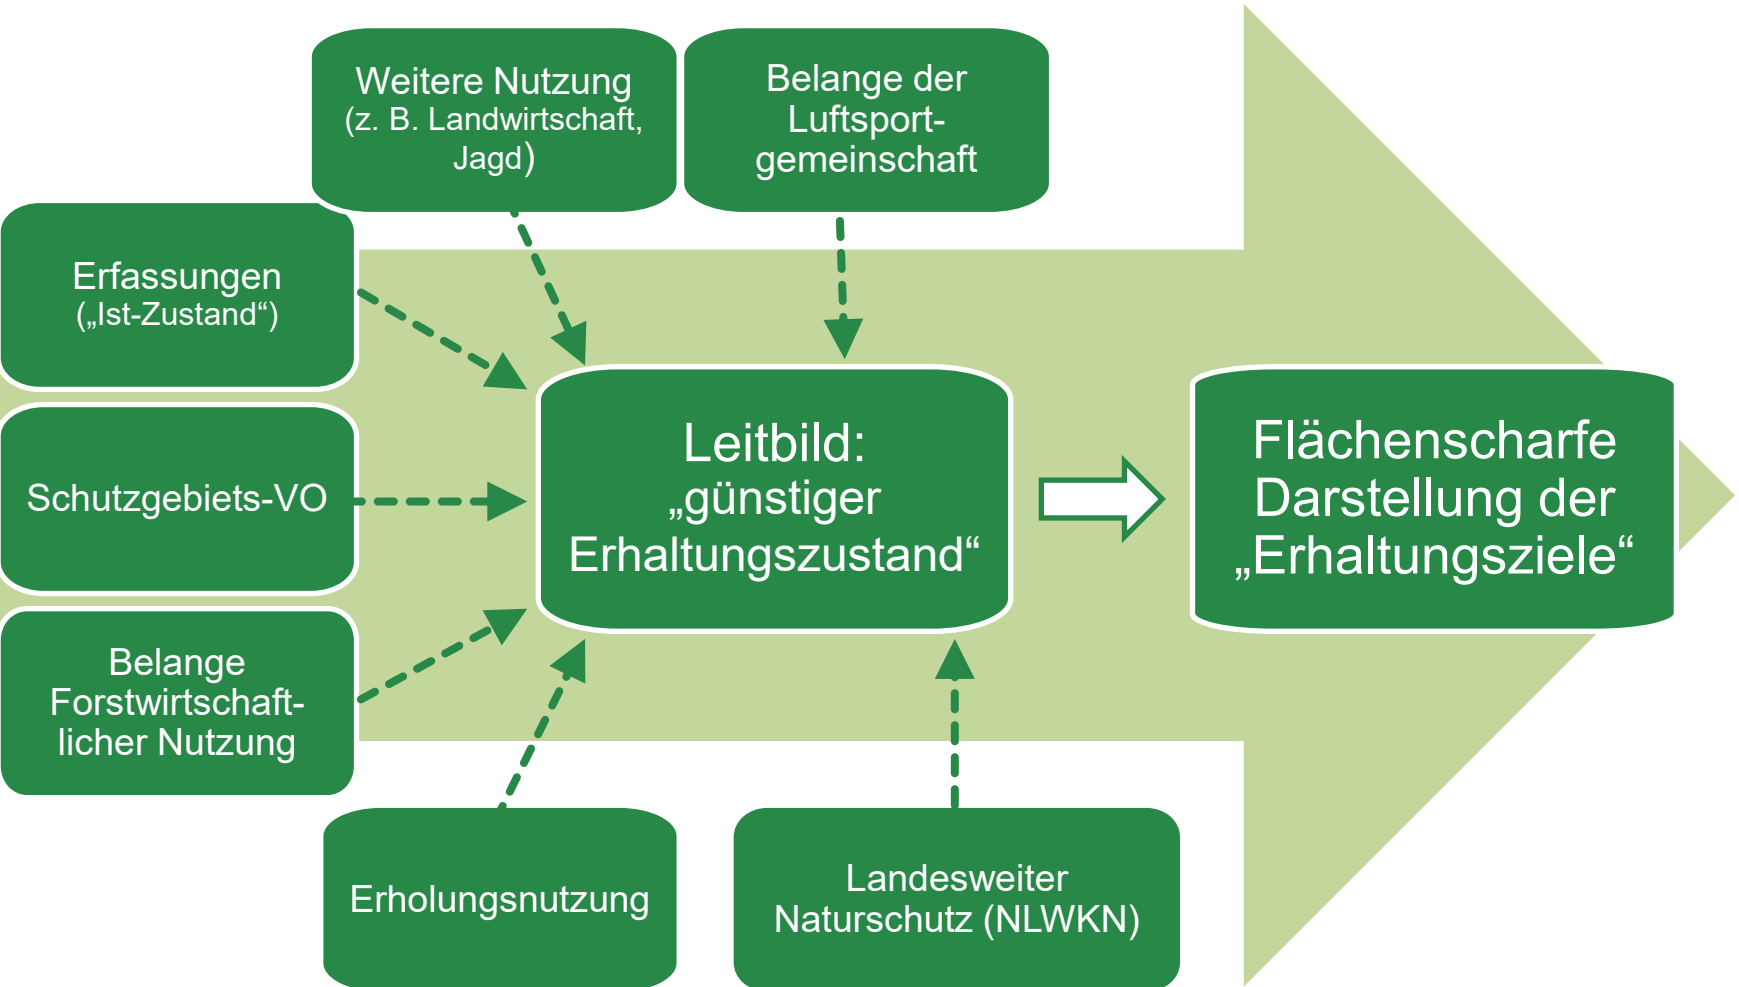 Weitere Nutzung
(z. B. Landwirtschaft,
Jagd)
Belange der
Luftsport-
gemeinschaft
Erfassungen
(„Ist-Zustand“)
Schutzgebiets-VO
Belange
Forstwirtschaft-
licher Nutzung
Leitbild:
„günstiger
Erhaltungszustand“
Flächenscharfe
Darstellung der
„Erhaltungsziele“
Erholungsnutzung
Landesweiter
Naturschutz (NLWKN)